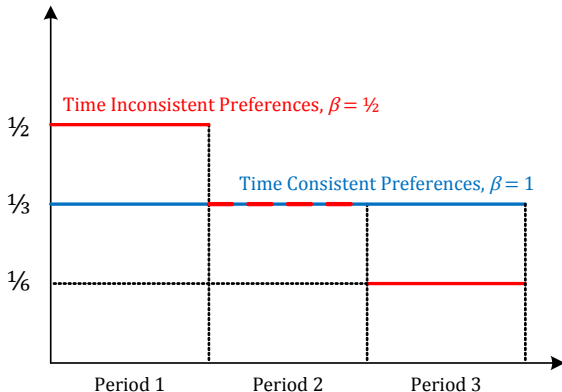 Time Inconsistent Preferences, β = ½
½
Time Consistent Preferences, β = 1
⅓
⅙
Period 1 Period 2 Period 3